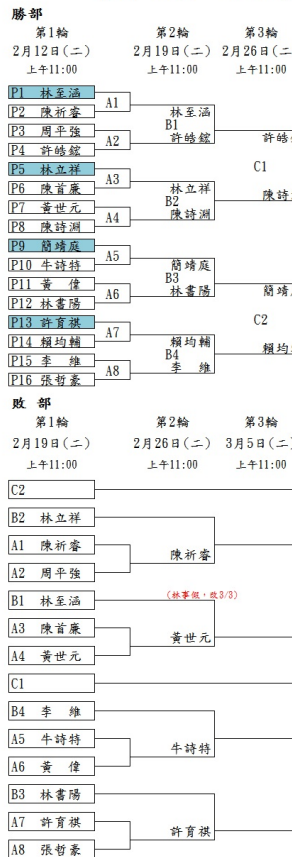 勝部
第1輪 第2輪 第3輪
2月12日(二) 2月19日(二) 2月26日(二)
上午11:00 上午11:00 上午11:00
P1 林至涵
A1
P2 陳祈睿
林至涵
B1
許皓鋐
P3 周平強
A2
P4 許皓鋐
許皓
C1
陳詩
P5 林立祥
A3
P6 陳首廉
林立祥
B2
陳詩淵
P7 黃世元
A4
P8 陳詩淵
P9 簡靖庭
A5
P10 牛詩特
簡靖庭
B3
林書陽
P11 黃 偉
A6
P12 林書陽
簡靖
C2
賴均
P13 許育祺
A7
P14 賴均輔
賴均輔
B4
李 維
P15 李 維
A8
P16 張哲豪
敗 部
第1輪 第2輪 第3輪
2月19日(二) 2月26日(二) 3月5日(二)
上午11:00 上午11:00 上午11:00
C2
B2 林立祥
A1 陳祈睿
陳祈睿
A2 周平強
B1 林至涵
(林事假,改3/3)
A3 陳首廉
黃世元
A4 黃世元
C1
B4 李 維
A5 牛詩特
牛詩特
A6 黃 偉
B3 林書陽
A7 許育祺
許育祺
A8 張哲豪